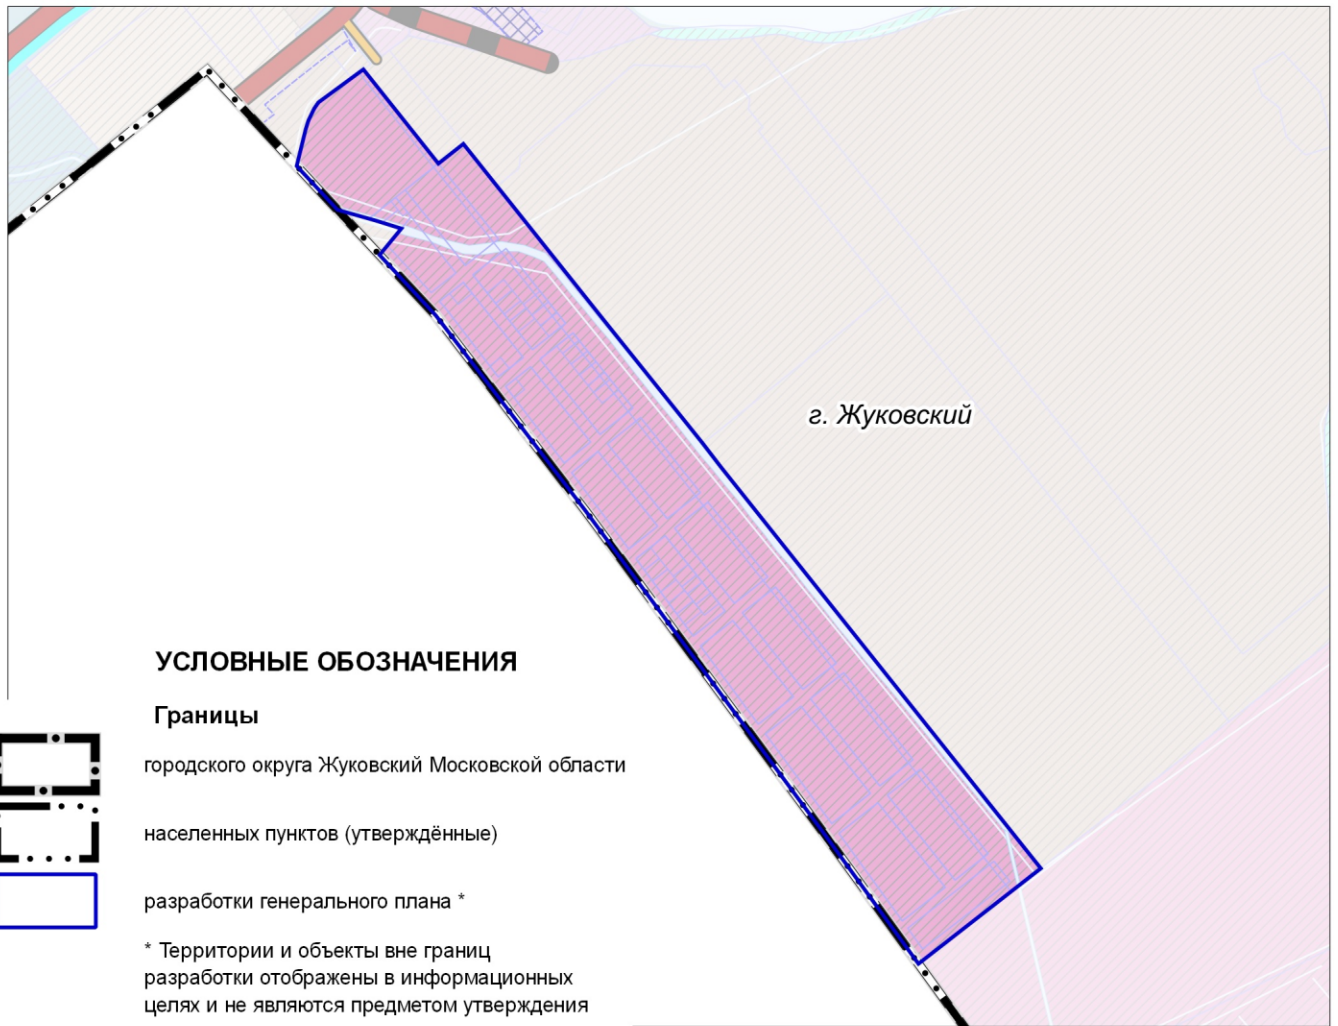 г. Жуковский
УСЛОВНЫЕ ОБОЗНАЧЕНИЯ
Границы
городского округа Жуковский Московской области
населенных пунктов (утверждённые)
разработки генерального плана *
* Территории и объекты вне границ
разработки отображены в информационных
целях и не являются предметом утверждения